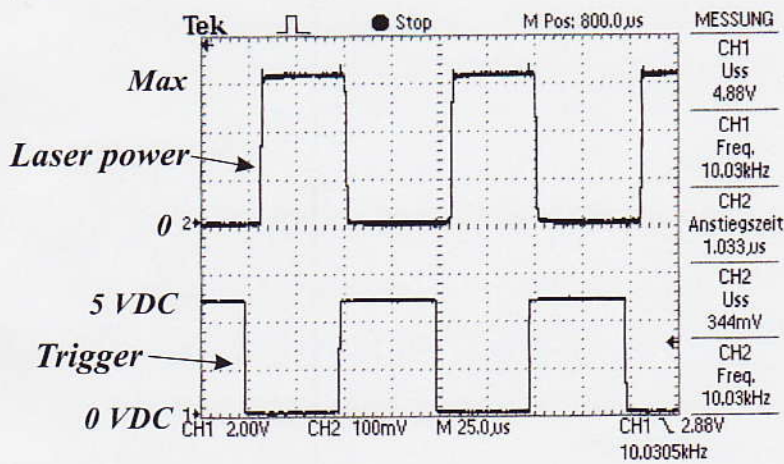 Tek
Stop
M Pos: 800.0µs
MESSUNG
CH1
Uss
4.88V
CH1
Freq.
10.03kHz
CH2
Anstiegszeit
1.033µs
CH2
Uss
344mV
CH2
Freq.
10.03kHz
Max
Laser power
0
2
5 VDC
Trigger
0 VDC
1
CH1 2.00V
CH2 100mV
M 25.0µs
CH1
2.88V
10.0305kHz